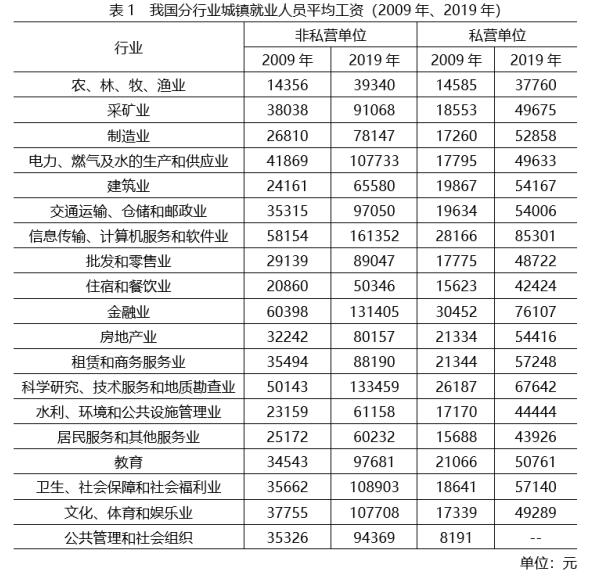 表 1 我国分行业城镇就业人员平均工资（2009 年、2019 年）
行业 非私营单位 私营单位
2009 年 2019 年 2009 年 2019 年
农、林、牧、渔业 14356 39340 14585 37760
采矿业 38038 91068 18553 49675
制造业 26810 78147 17260 52858
电力、燃气及水的生产和供应业 41869 107733 17795 49633
建筑业 24161 65580 19867 54167
交通运输、仓储和邮政业 35315 97050 19634 54006
信息传输、计算机服务和软件业 58154 161352 28166 85301
批发和零售业 29139 89047 17775 48722
住宿和餐饮业 20860 50346 15623 42424
金融业 60398 131405 30452 76107
房地产业 32242 80157 21334 54416
租赁和商务服务业 35494 88190 21344 57248
科学研究、技术服务和地质勘查业 50143 133459 26187 67642
水利、环境和公共设施管理业 23159 61158 17170 44444
居民服务和其他服务业 25172 60232 15688 43926
教育 34543 97681 21066 50761
卫生、社会保障和社会福利业 35662 108903 18641 57140
文化、体育和娱乐业 37755 107708 17339 49289
公共管理和社会组织 35326 94369 8191 --
单位：元